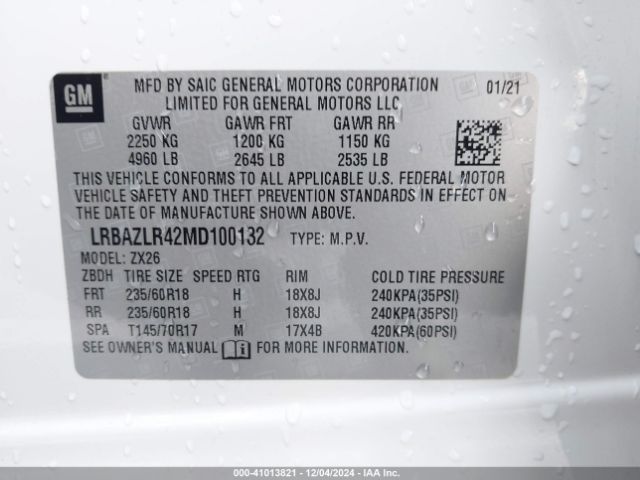 GM
MFD BY SAIC GENERAL MOTORS CORPORATION 01/21
LIMITED FOR GENERAL MOTORS LLC
GVWR GAWR FRT GAWR RR
2250 KG 1200 KG 1150 KG
4960 LB 2645 LB 2535 LB
THIS VEHICLE CONFORMS TO ALL APPLICABLE U.S. FEDERAL MOTOR
VEHICLE SAFETY AND THEFT PREVENTION STANDARDS IN EFFECT ON
THE DATE OF MANUFACTURE SHOWN ABOVE.
LRBAZLR42MD100132 TYPE: M.P.V.
MODEL: ZX26
ZBDH TIRE SIZE SPEED RTG RIM COLD TIRE PRESSURE
FRT 235/60R18 H 18X8J 240KPA(35PSI)
RR 235/60R18 H 18X8J 240KPA(35PSI)
SPA T145/70R17 M 17X4B 420KPA(60PSI)
SEE OWNER'S MANUAL FOR MORE INFORMATION.
000-41013821 - 12/04/2024 - IAA Inc.